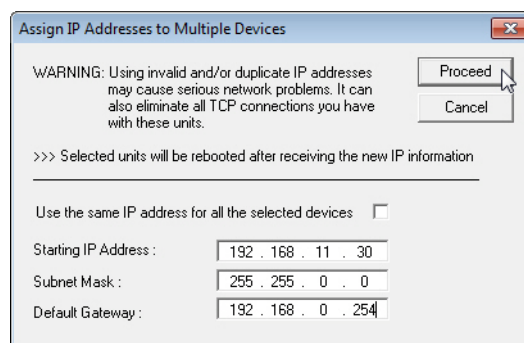 Assign IP Addresses to Multiple Devices
WARNING: Using invalid and/or duplicate IP addresses
may cause serious network problems. It can
also eliminate all TCP connections you have
with these units.
Proceed
Cancel
>>> Selected units will be rebooted after receiving the new IP information
Use the same IP address for all the selected devices
Starting IP Address : 192 . 168 . 11 . 30
Subnet Mask : 255 . 255 . 0 . 0
Default Gateway : 192 . 168 . 0 . 254